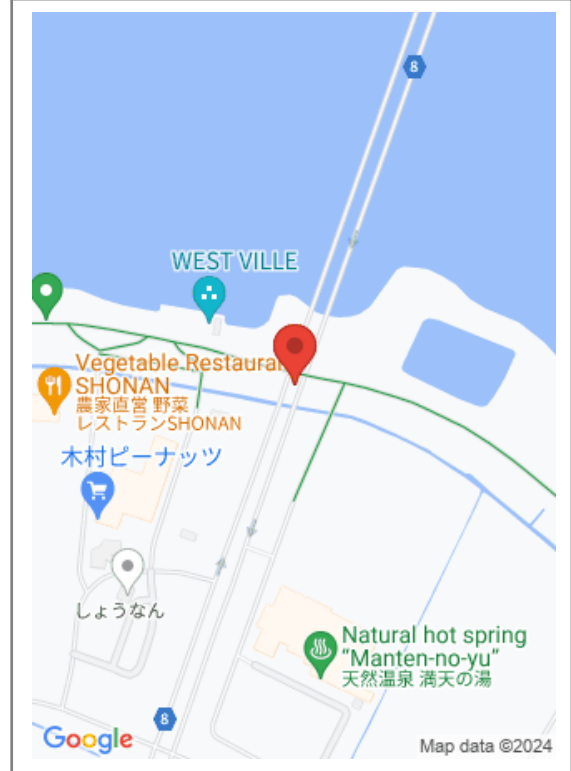 8
WEST VILLE
Vegetable Restauran
SHONAN
農家直営 野菜
レストランSHONAN
木村ピーナッツ
しょうなん
Natural hot spring
“Manten-no-yu”
天然温泉 満天の湯
8
Google
Map data ©2024